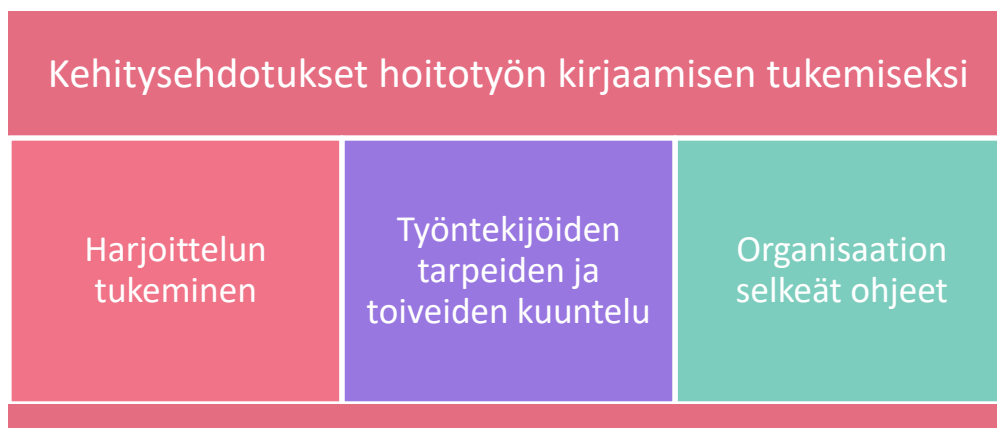 Kehitysehdotukset hoitotyön kirjaamisen tukemiseksi
Harjoittelun
tukeminen
Työntekijöiden
tarpeiden ja
toiveiden kuuntelu
Organisaation
selkeät ohjeet